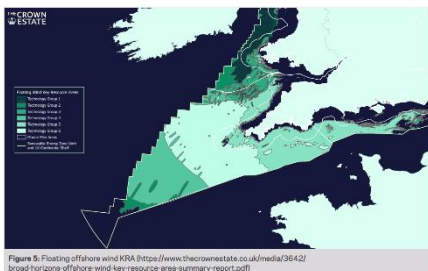 THE CROWN
ESTATE
Floating Wind Key Resource Areas
Technology Group 1
Technology Group 2
Technology Group 3
Technology Group 4
Technology Group 5
Technology Group 6
Marine Plan Areas
Renewable Energy Zone Limit
and UK Continental Shelf
Figure 5: Floating offshore wind KRA (https://www.thecrownestate.co.uk/media/3642/
broad-horizons-offshore-wind-key-resource-area-summary-report.pdf)